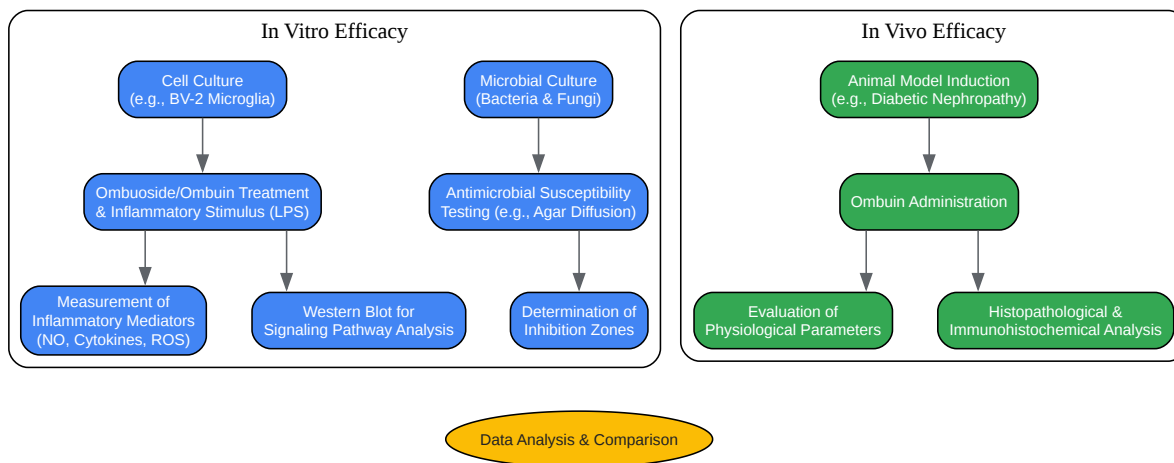 In Vitro Efficacy
Cell Culture
(e.g., BV-2 Microglia)
Microbial Culture
(Bacteria & Fungi)
Ombuoside/Ombuin Treatment
& Inflammatory Stimulus (LPS)
Antimicrobial Susceptibility
Testing (e.g., Agar Diffusion)
Measurement of
Inflammatory Mediators
(NO, Cytokines, ROS)
Western Blot for
Signaling Pathway Analysis
Determination of
Inhibition Zones
In Vivo Efficacy
Animal Model Induction
(e.g., Diabetic Nephropathy)
Ombuin Administration
Evaluation of
Physiological Parameters
Histopathological &
Immunohistochemical Analysis
Data Analysis & Comparison